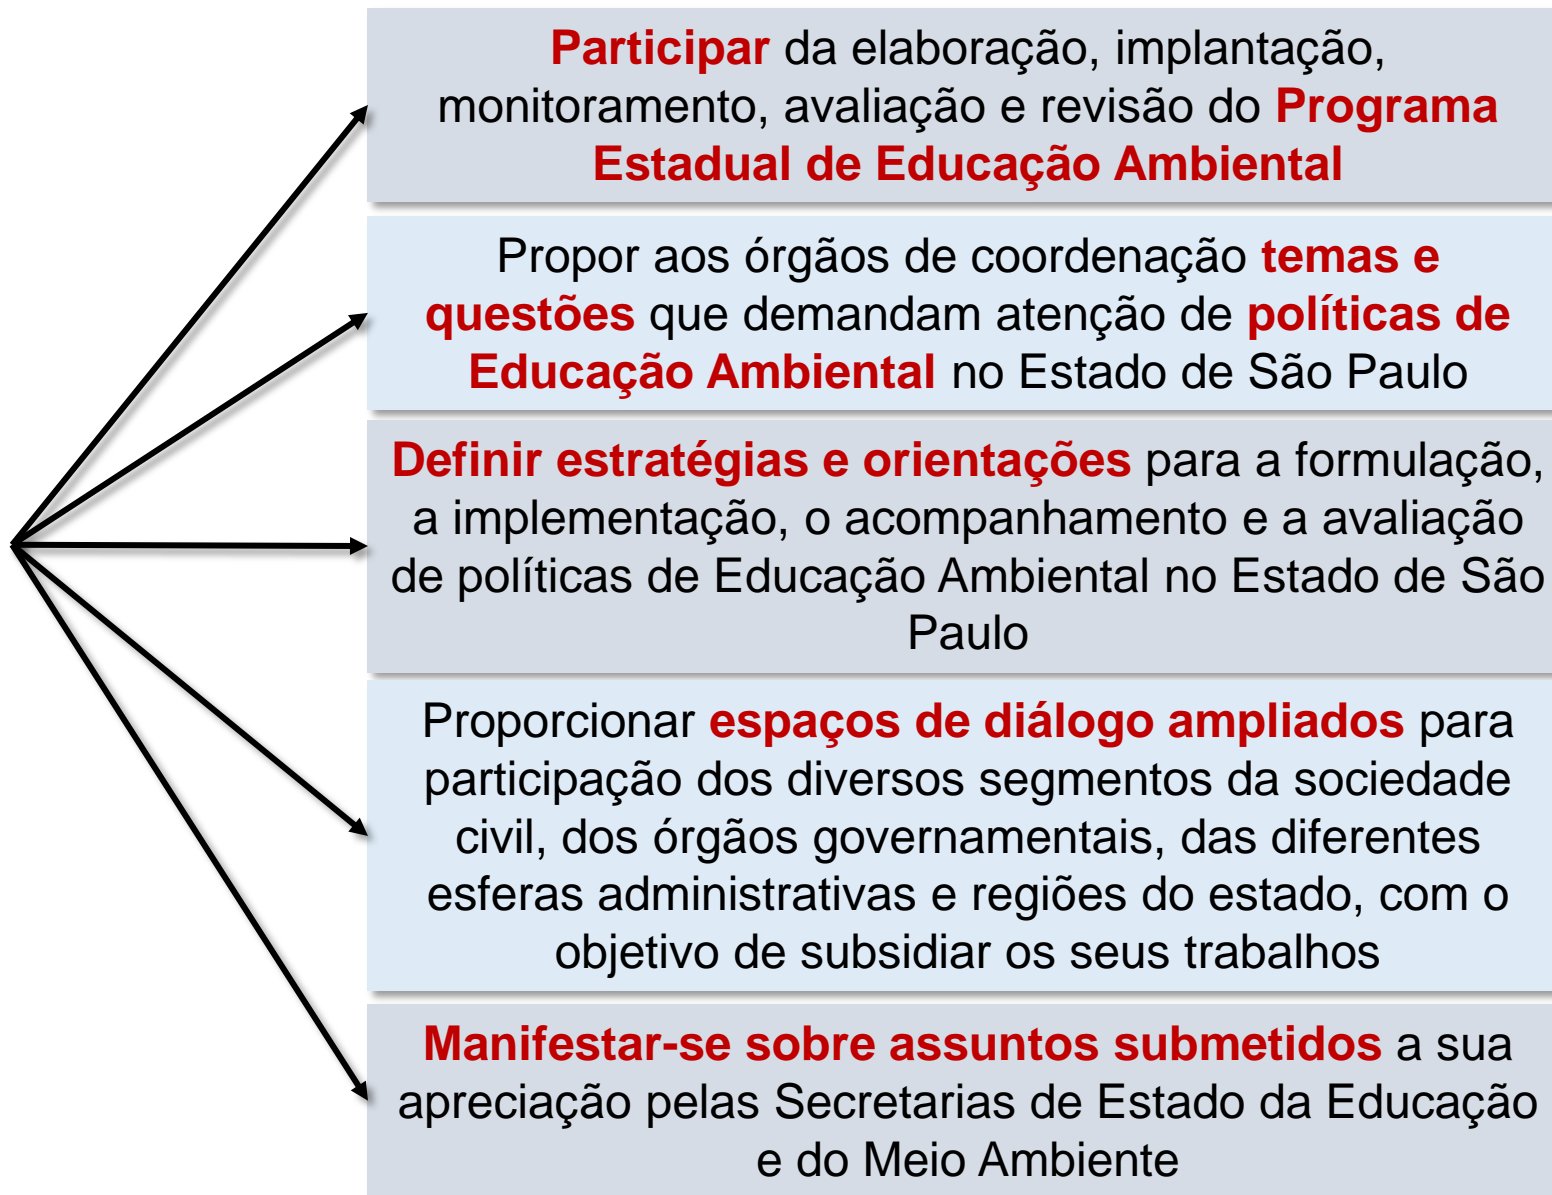 Participar da elaboração, implantação,
monitoramento, avaliação e revisão do Programa
Estadual de Educação Ambiental
Propor aos órgãos de coordenação temas e
questões que demandam atenção de políticas de
Educação Ambiental no Estado de São Paulo
Definir estratégias e orientações para a formulação,
a implementação, o acompanhamento e a avaliação
de políticas de Educação Ambiental no Estado de São
Paulo
Proporcionar espaços de diálogo ampliados para
participação dos diversos segmentos da sociedade
civil, dos órgãos governamentais, das diferentes
esferas administrativas e regiões do estado, com o
objetivo de subsidiar os seus trabalhos
Manifestar-se sobre assuntos submetidos a sua
apreciação pelas Secretarias de Estado da Educação
e do Meio Ambiente